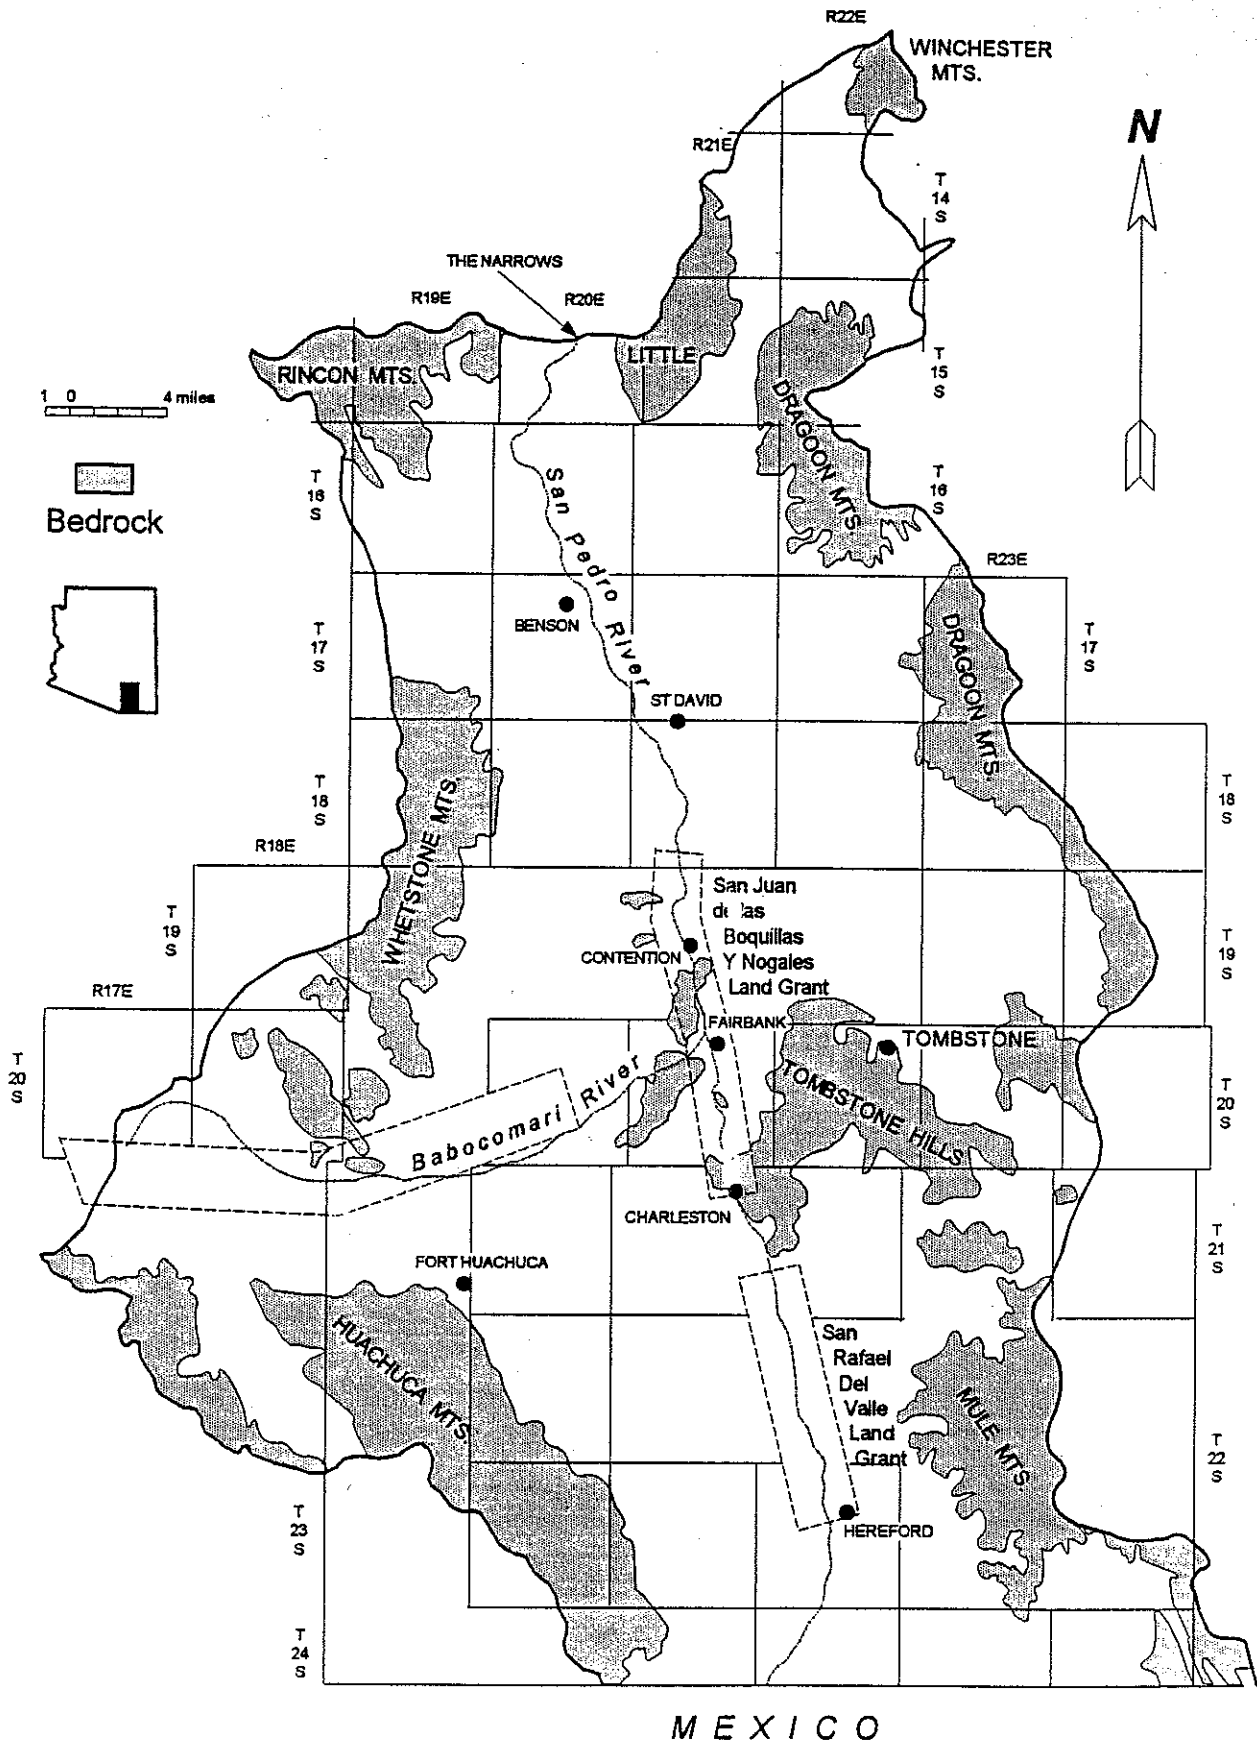 R22E
WINCHESTER
MTS.
N
R21E
T
14
S
THE NARROWS
R19E
R20E
LITTLE
RINCON MTS.
T
15
S
1 0 4 miles
DRAGOON MTS.
Bedrock
T
16
S
San Pedro River
T
16
S
R23E
BENSON
T
17
S
DRAGOON MTS.
T
17
S
ST DAVID
WHETSTONE MTS.
T
18
S
T
18
S
R18E
San Juan
de las
Boquillas
Y Nogales
Land Grant
T
19
S
CONTENTION
T
19
S
R17E
FAIRBANK
TOMBSTONE
T
20
S
Babocomari River
TOMBSTONE HILLS
T
20
S
CHARLESTON
T
21
S
FORT HUACHUCA
HUACHUCA MTS.
San
Rafael
Del
Valle
Land
Grant
MULE MTS.
T
22
S
T
23
S
HEREFORD
T
24
S
MEXICO